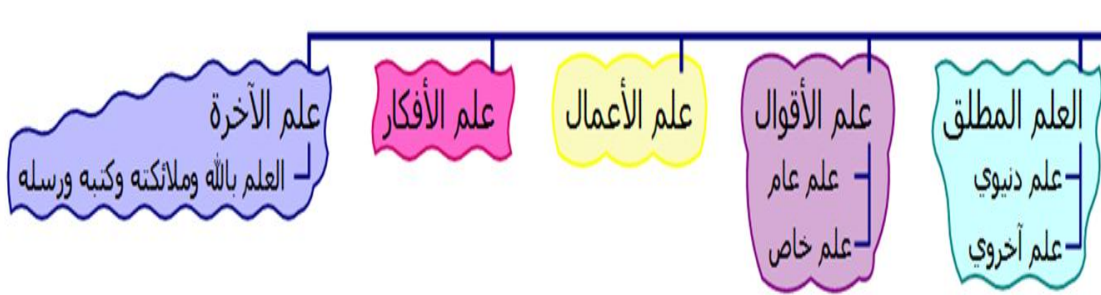 العلم المطلق
علم دنيوي
علم آخروي
علم الأقوال
علم عام
علم خاص
علم الأعمال
علم الأفكار
علم الآخرة
العلم بالله وملائكته وكتبه ورسله